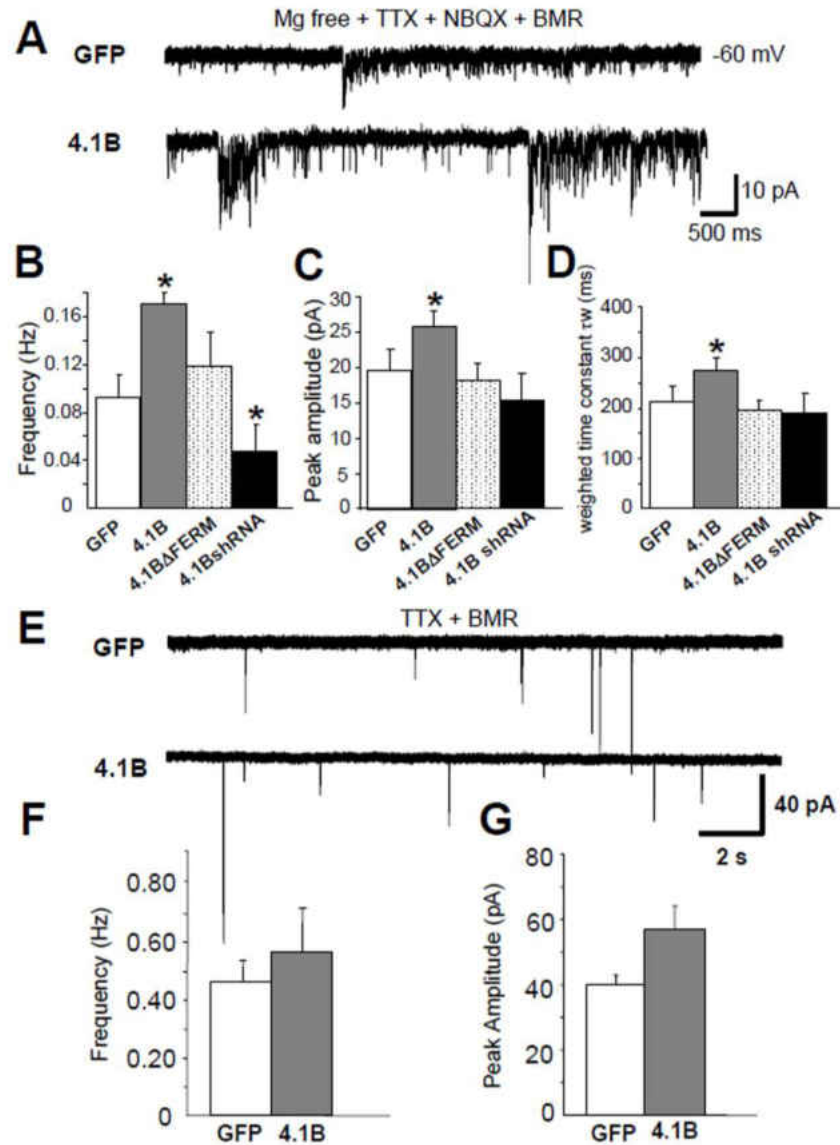 A
Mg free + TTX + NBQX + BMR
GFP
-60 mV
4.1B
10 pA
500 ms
B
Frequency (Hz)
0.16
0.12
0.08
0.04
0
*
*
GFP
4.1B
4.1BΔFERM
4.1BshRNA
C
Peak amplitude (pA)
30
25
20
15
10
5
0
*
GFP
4.1B
4.1BΔFERM
4.1B shRNA
D
weighted time constant τw (ms)
400
300
200
100
0
*
GFP
4.1B
4.1BΔFERM
4.1B shRNA
E
TTX + BMR
GFP
4.1B
40 pA
2 s
F
Frequency (Hz)
0.80
0.60
0.40
0.20
0
GFP
4.1B
G
Peak Amplitude (pA)
80
60
40
20
0
GFP
4.1B